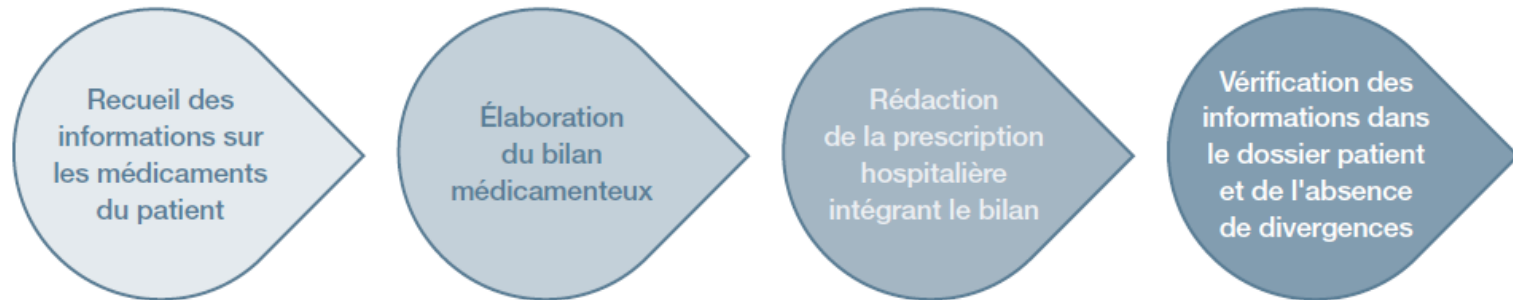 Recueil des
informations sur
les médicaments
du patient
Élaboration
du bilan
médicamenteux
Rédaction
de la prescription
hospitalière
intégrant le bilan
Vérification des
informations dans
le dossier patient
et de l'absence
de divergences